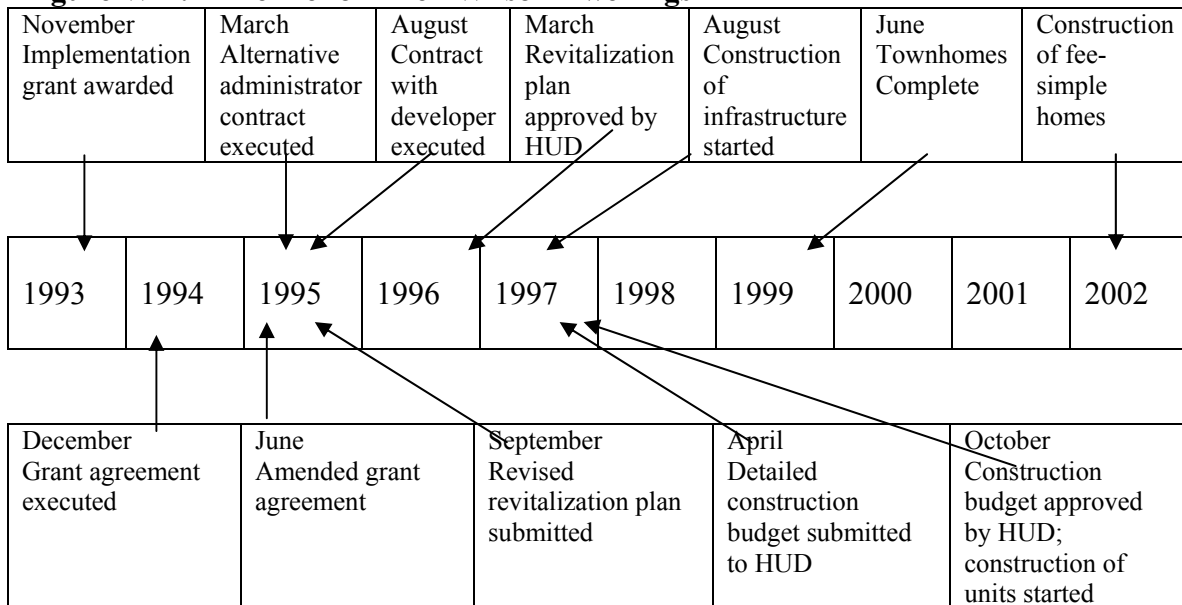 November
Implementation
grant awarded
March
Alternative
administrator
contract
executed
August
Contract
with
developer
executed
March
Revitalization
plan
approved by
HUD
August
Construction
of
infrastructure
started
June
Townhomes
Complete
Construction
of fee-
simple
homes
1993 1994 1995 1996 1997 1998 1999 2000 2001 2002
December
Grant agreement
executed
June
Amended grant
agreement
September
Revised
revitalization plan
submitted
April
Detailed
construction
budget submitted
to HUD
October
Construction
budget approved
by HUD;
construction of
units started